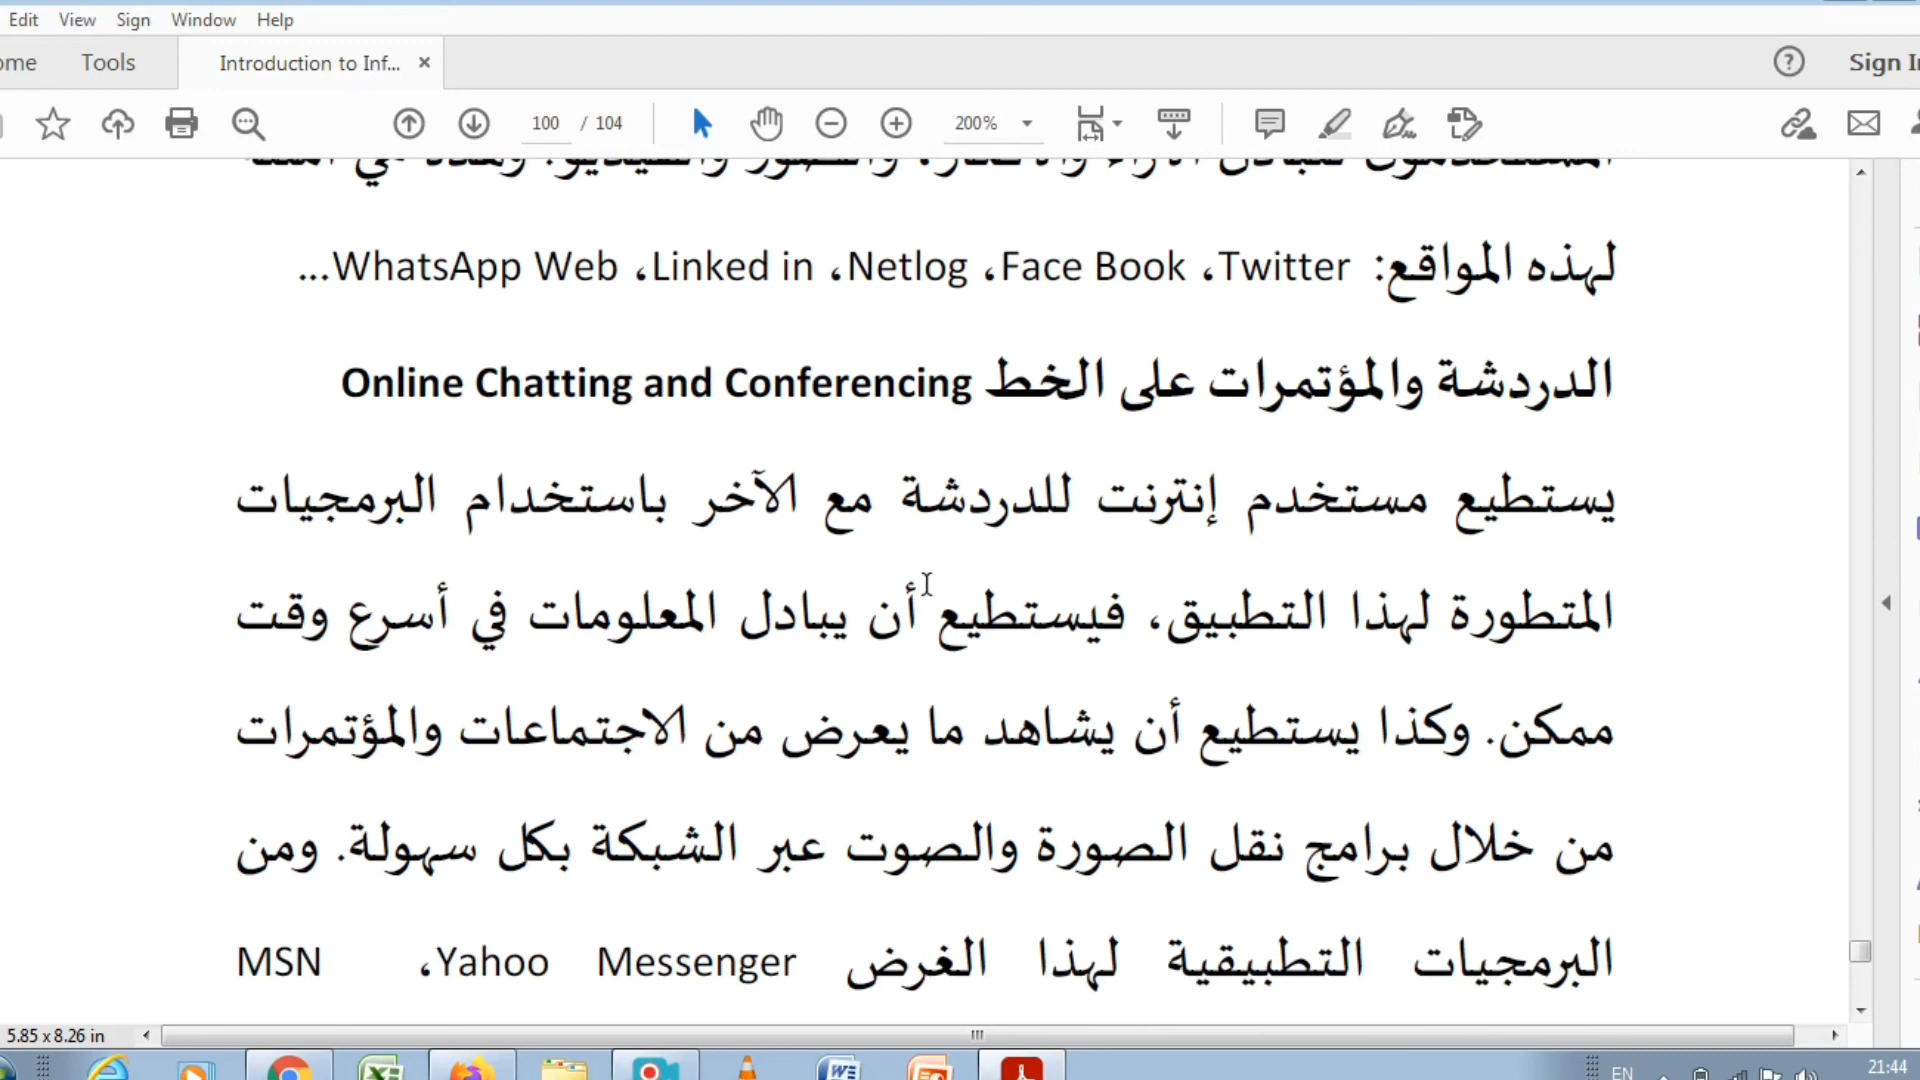 Edit View Sign Window Help
ome Tools Introduction to Inf... × ? Sign I
100 / 104 200%
لهذه المواقع: Twitter، Face Book، Netlog، Linked in، WhatsApp Web...
الدردشة والمؤتمرات على الخط Online Chatting and Conferencing
يستطيع مستخدم إنترنت للدردشة مع الآخر باستخدام البرمجيات
المتطورة لهذا التطبيق، فيستطيع أن يبادل المعلومات في أسرع وقت
ممكن. وكذا يستطيع أن يشاهد ما يعرض من الاجتماعات والمؤتمرات
من خلال برامج نقل الصورة والصوت عبر الشبكة بكل سهولة. ومن
البرمجيات التطبيقية لهذا الغرض Yahoo Messenger، MSN
5.85 x 8.26 in
EN 21:44